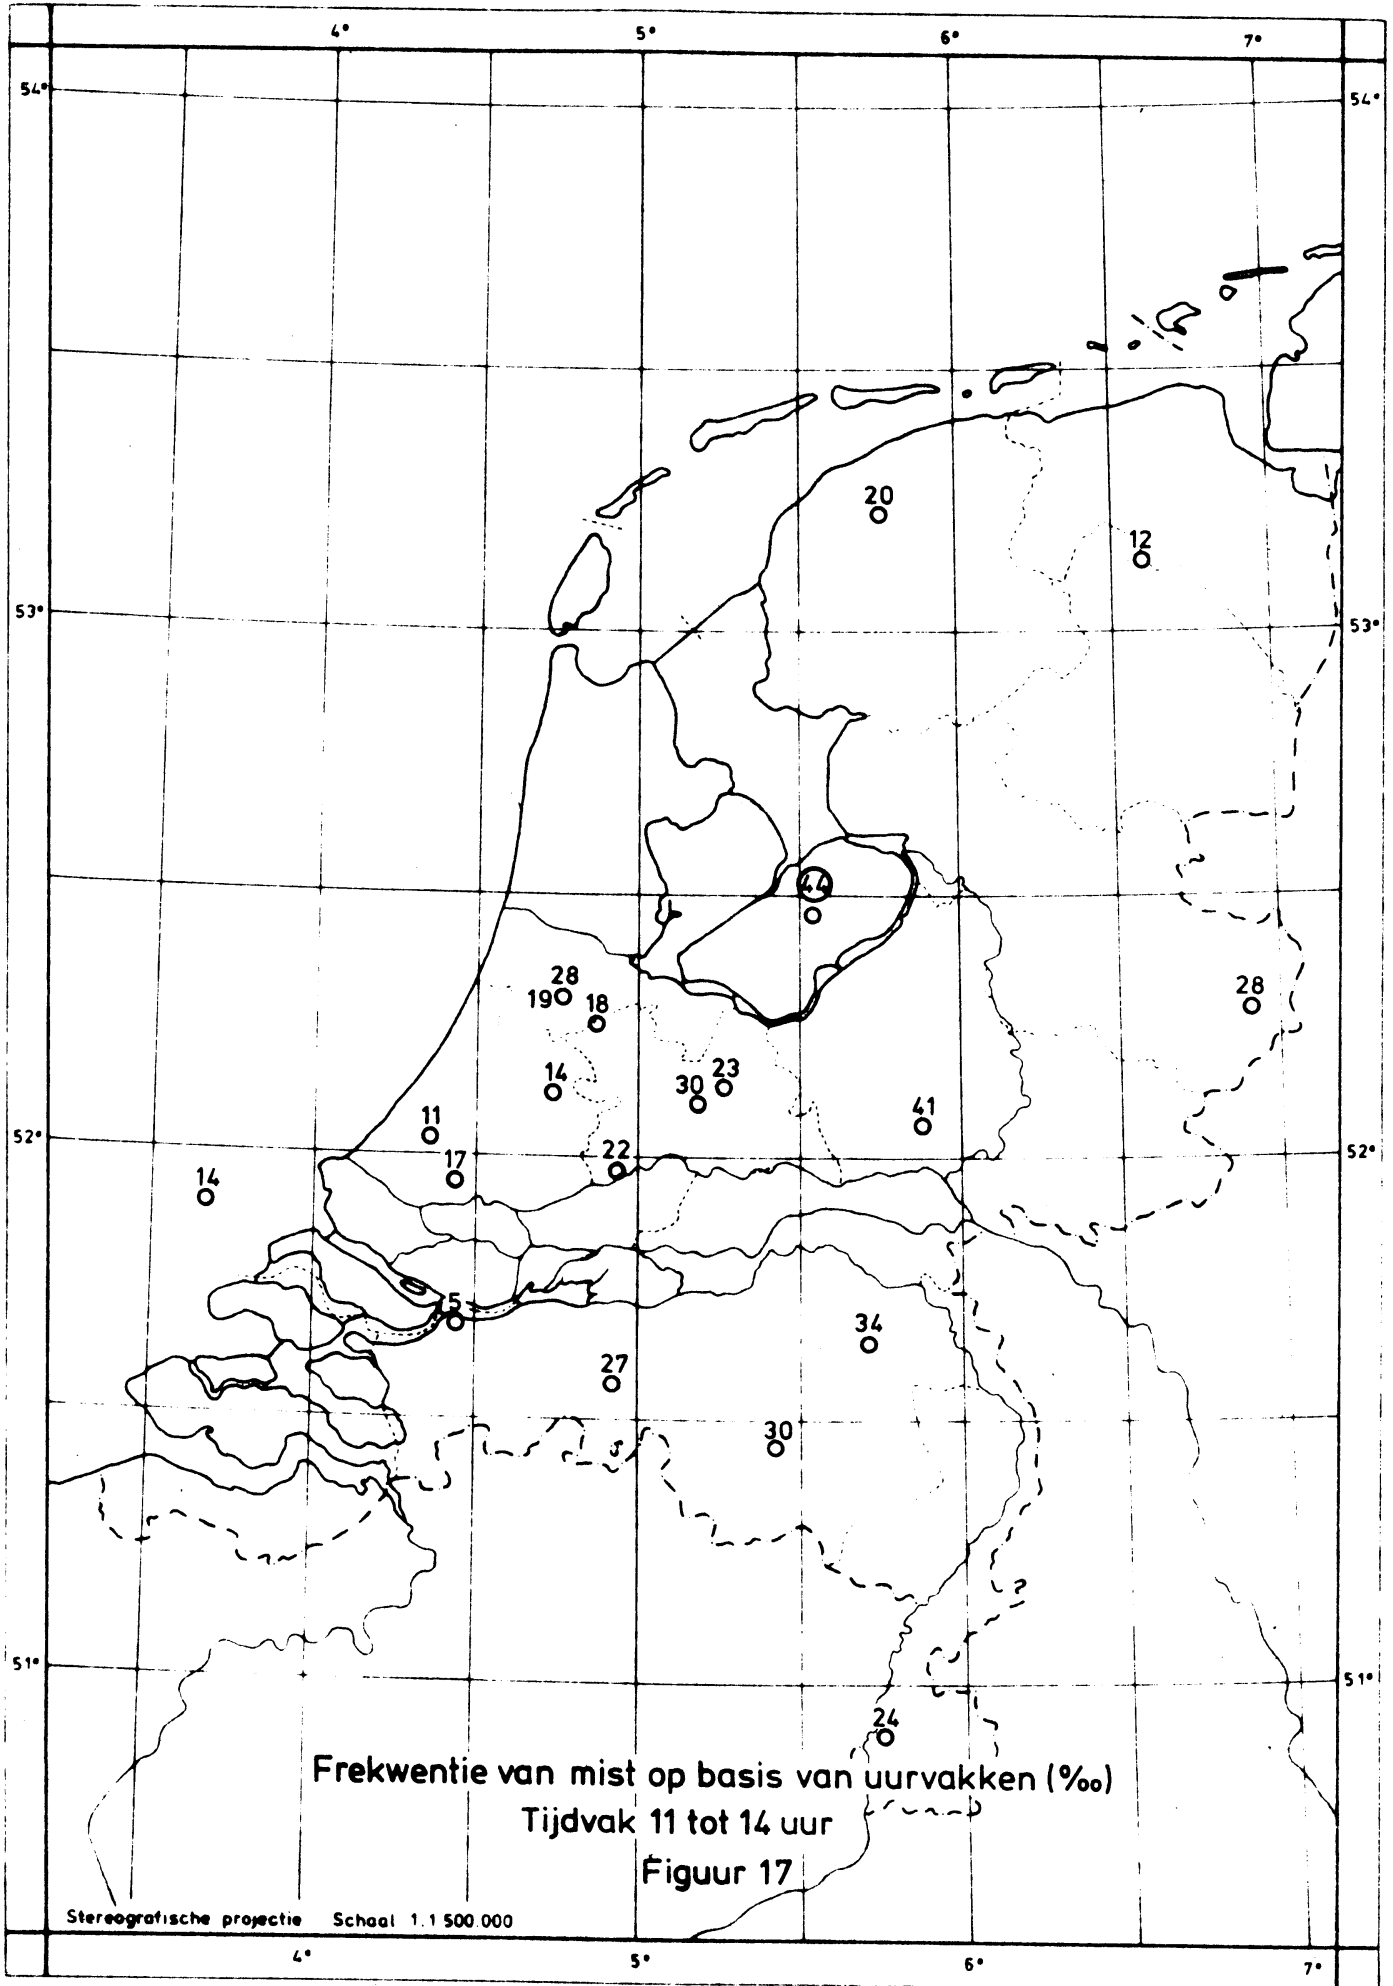 4° 5° 6° 7°
54° 54°
20
12
53° 53°
44
28
19 18
28
14 30 23
11 41
52° 52°
17 22
14
5
34
27
30
51° 51°
24
Frekwentie van mist op basis van uurvakken (‰)
Tijdvak 11 tot 14 uur
Figuur 17
Stereografische projectie Schaal 1.1 500.000
4° 5° 6° 7°